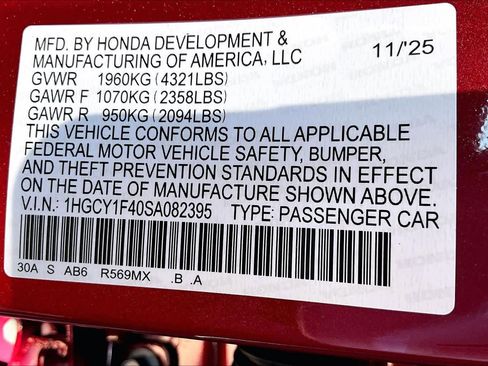 MFD. BY HONDA DEVELOPMENT &
MANUFACTURING OF AMERICA, LLC 11/'25
GVWR 1960KG (4321LBS)
GAWR F 1070KG (2358LBS)
GAWR R 950KG (2094LBS)
THIS VEHICLE CONFORMS TO ALL APPLICABLE
FEDERAL MOTOR VEHICLE SAFETY, BUMPER,
AND THEFT PREVENTION STANDARDS IN EFFECT
ON THE DATE OF MANUFACTURE SHOWN ABOVE.
V.I.N.: 1HGCY1F40SA082395 TYPE: PASSENGER CAR
30A S AB6 R569MX .B .A